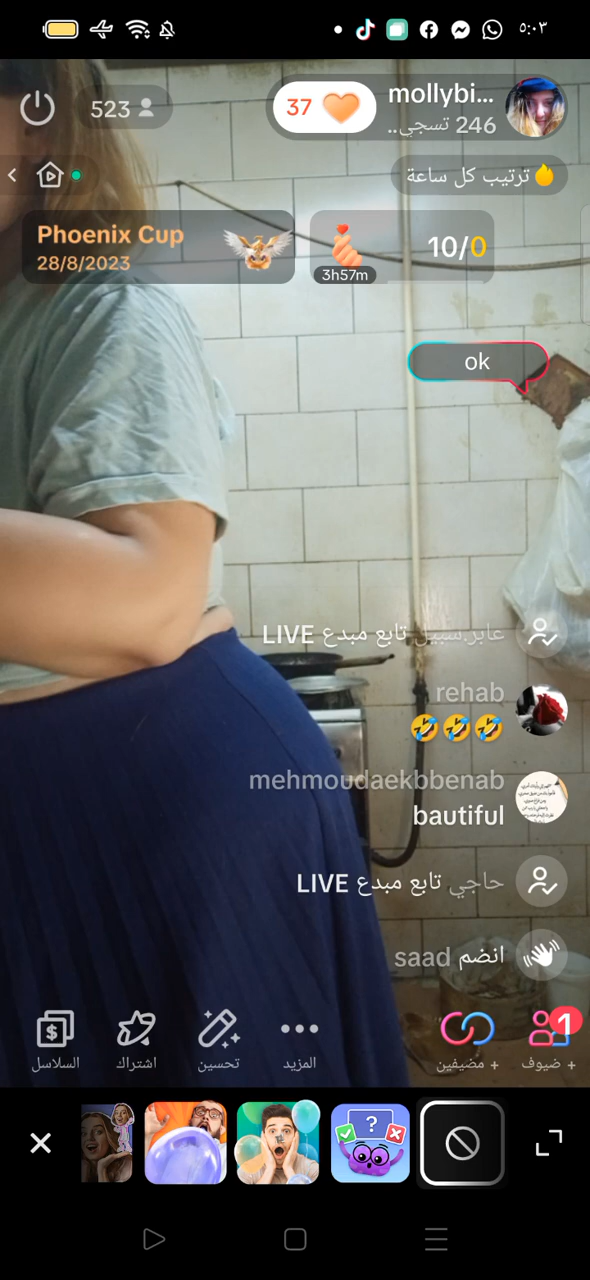 ٥:٠٣
mollybi...
246 تسجي..
37
523
ترتيب كل ساعة
Phoenix Cup
28/8/2023
10/0
3h57m
ok
عابر.سبيل تابع مبدع LIVE
rehab
🤣🤣🤣
mehmoudaekbbenab
bautiful
حاجي تابع مبدع LIVE
saad انضم
1
+ ضيوف
+ مضيفين
المزيد
تحسين
اشتراك
السلاسل